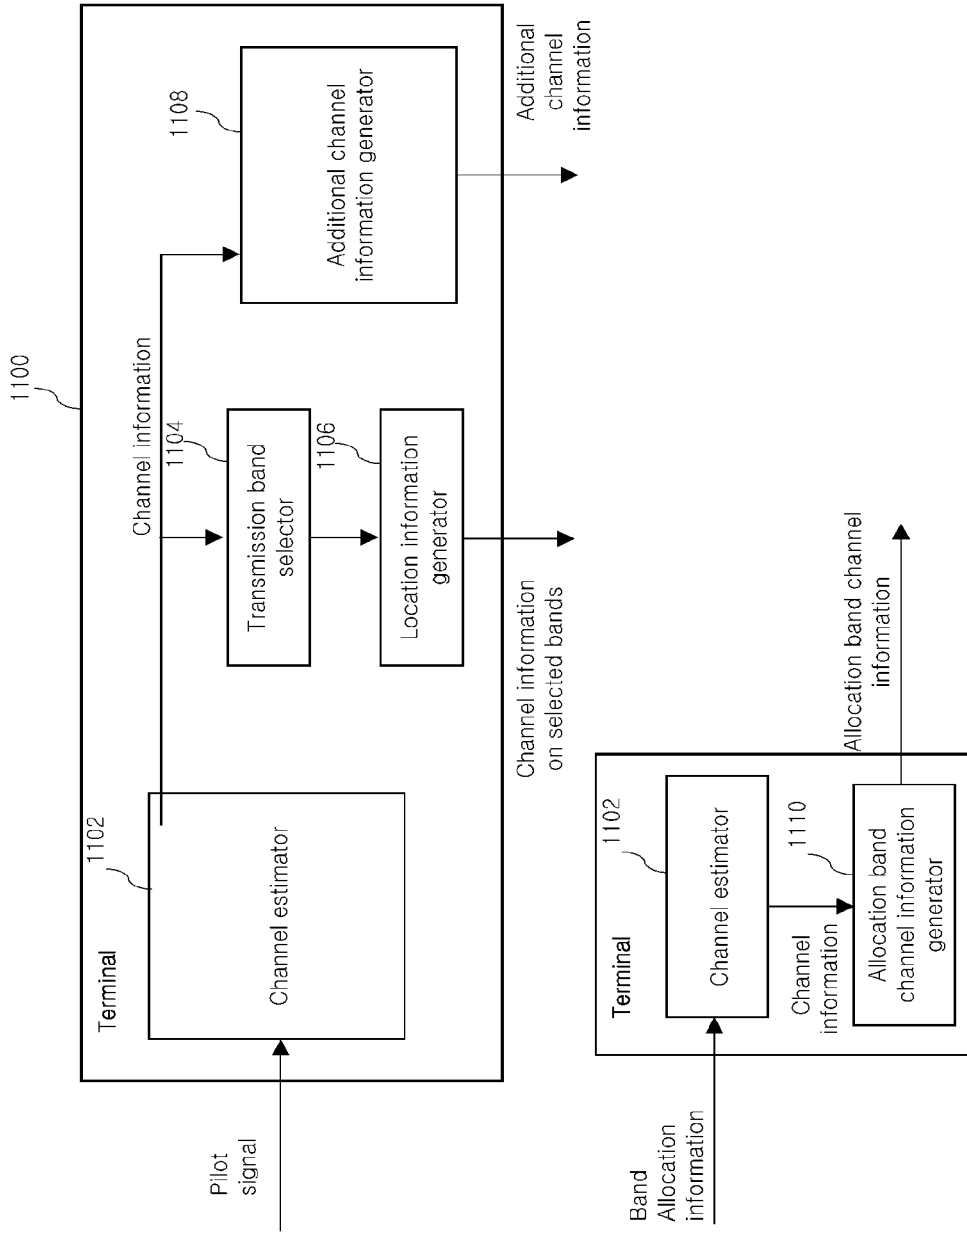 1100
Terminal
Pilot
signal
1102
Channel estimator
Channel information
1104
Transmission band
selector
1106
Location information
generator
Channel information
on selected bands
1108
Additional channel
information generator
Additional
channel
information
Terminal
Band
Allocation
information
1102
Channel estimator
Channel
information
1110
Allocation band
channel information
generator
Allocation band channel
information